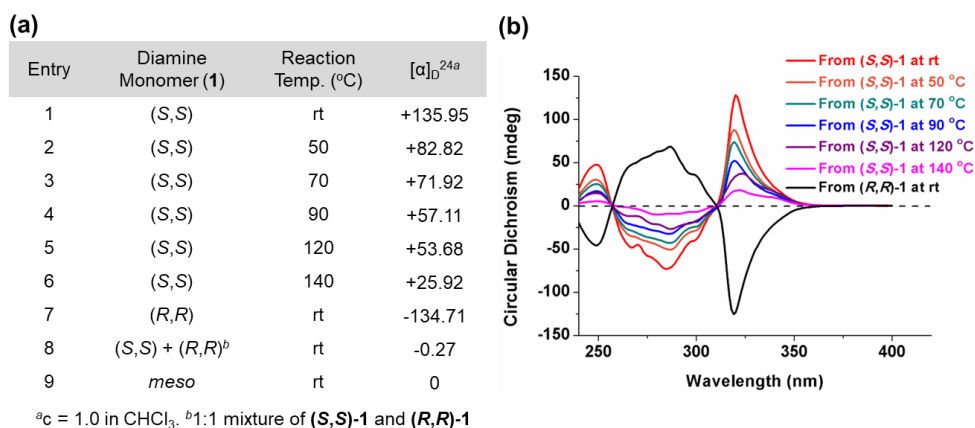 (a)
Entry Diamine Monomer (1) Reaction Temp. (°C) [α]D24a
1 (S,S) rt +135.95
2 (S,S) 50 +82.82
3 (S,S) 70 +71.92
4 (S,S) 90 +57.11
5 (S,S) 120 +53.68
6 (S,S) 140 +25.92
7 (R,R) rt -134.71
8 (S,S) + (R,R)b rt -0.27
9 meso rt 0
ac = 1.0 in CHCl3. b1:1 mixture of (S,S)-1 and (R,R)-1
(b)
Circular Dichroism (mdeg)
150
100
50
0
-50
-100
-150
250 300 350 400
Wavelength (nm)
From (S,S)-1 at rt
From (S,S)-1 at 50 °C
From (S,S)-1 at 70 °C
From (S,S)-1 at 90 °C
From (S,S)-1 at 120 °C
From (S,S)-1 at 140 °C
From (R,R)-1 at rt